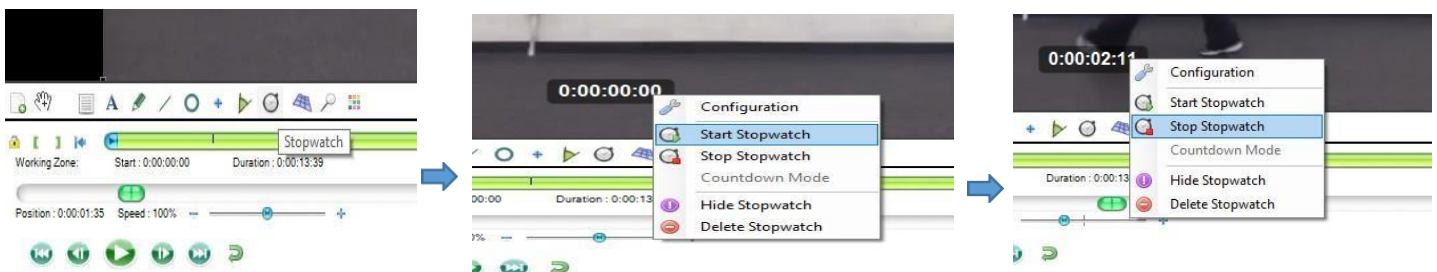 A
Stopwatch
Working Zone: Start : 0:00:00:00 Duration : 0:00:13:39
Position : 0:00:01:35 Speed : 100%
0:00:00:00
Configuration
Start Stopwatch
Stop Stopwatch
Countdown Mode
00:00 Duration : 0:00:13
Hide Stopwatch
Delete Stopwatch
0:00:02:11
Configuration
Start Stopwatch
Stop Stopwatch
Countdown Mode
Duration : 0:00:13
Hide Stopwatch
Delete Stopwatch